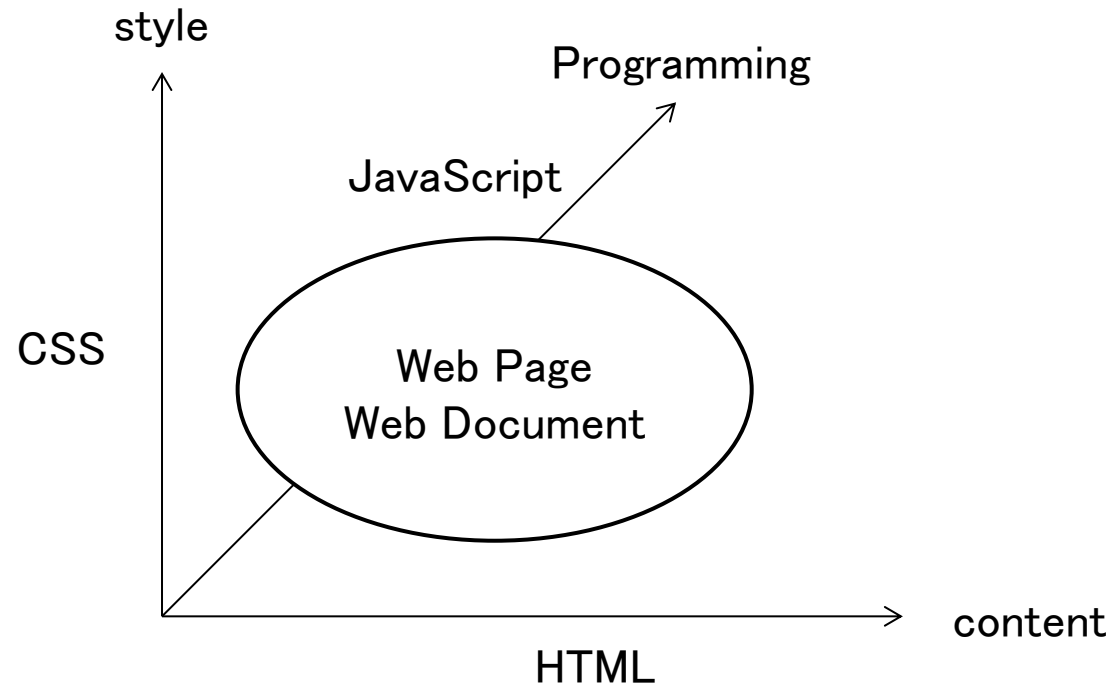 style
Programming
JavaScript
CSS
Web Page
Web Document
content
HTML